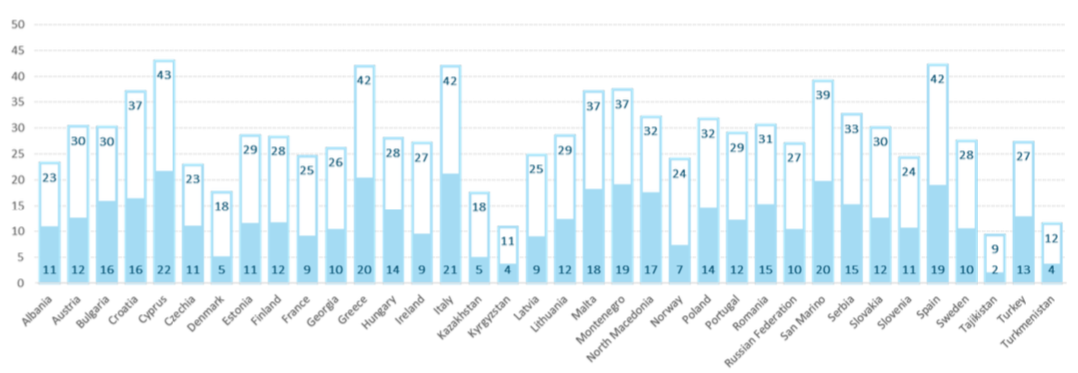 50
45
40
35
30
25
20
15
10
5
0
23 30 30 37 43 23 18 29 28 25 26 42 28 27 42 18 11 25 29 37 37 32 24 32 29 31 27 39 33 30 24 42 28 9 27 12
11 12 16 16 22 11 5 11 12 9 10 20 14 9 21 5 4 9 12 18 19 17 7 14 12 15 10 20 15 12 11 19 10 2 13 4
Albania
Austria
Bulgaria
Croatia
Cyprus
Czechia
Denmark
Estonia
Finland
France
Georgia
Greece
Hungary
Ireland
Italy
Kazakhstan
Kyrgyzstan
Latvia
Lithuania
Malta
Montenegro
North Macedonia
Norway
Poland
Portugal
Romania
Russian Federation
San Marino
Serbia
Slovakia
Slovenia
Spain
Sweden
Tajikistan
Turkey
Turkmenistan